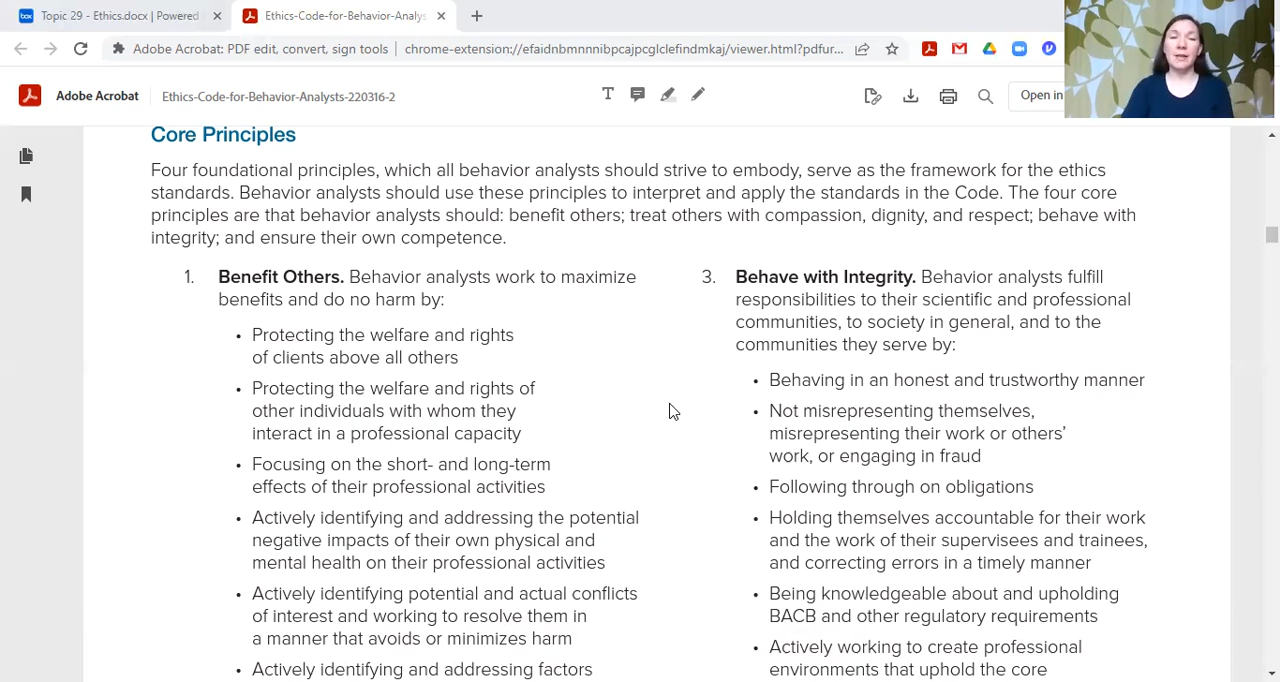 Topic 29 - Ethics.docx | Powered
Ethics-Code-for-Behavior-Analys
Adobe Acrobat: PDF edit, convert, sign tools | chrome-extension://efaidnbmnnnibpcajpcglclefindmkaj/viewer.html?pdfur...
Adobe Acrobat
Ethics-Code-for-Behavior-Analysts-220316-2
Open in
Core Principles
Four foundational principles, which all behavior analysts should strive to embody, serve as the framework for the ethics
standards. Behavior analysts should use these principles to interpret and apply the standards in the Code. The four core
principles are that behavior analysts should: benefit others; treat others with compassion, dignity, and respect; behave with
integrity; and ensure their own competence.
1. Benefit Others. Behavior analysts work to maximize
benefits and do no harm by:
• Protecting the welfare and rights
of clients above all others
• Protecting the welfare and rights of
other individuals with whom they
interact in a professional capacity
• Focusing on the short- and long-term
effects of their professional activities
• Actively identifying and addressing the potential
negative impacts of their own physical and
mental health on their professional activities
• Actively identifying potential and actual conflicts
of interest and working to resolve them in
a manner that avoids or minimizes harm
• Actively identifying and addressing factors
3. Behave with Integrity. Behavior analysts fulfill
responsibilities to their scientific and professional
communities, to society in general, and to the
communities they serve by:
• Behaving in an honest and trustworthy manner
• Not misrepresenting themselves,
misrepresenting their work or others’
work, or engaging in fraud
• Following through on obligations
• Holding themselves accountable for their work
and the work of their supervisees and trainees,
and correcting errors in a timely manner
• Being knowledgeable about and upholding
BACB and other regulatory requirements
• Actively working to create professional
environments that uphold the core